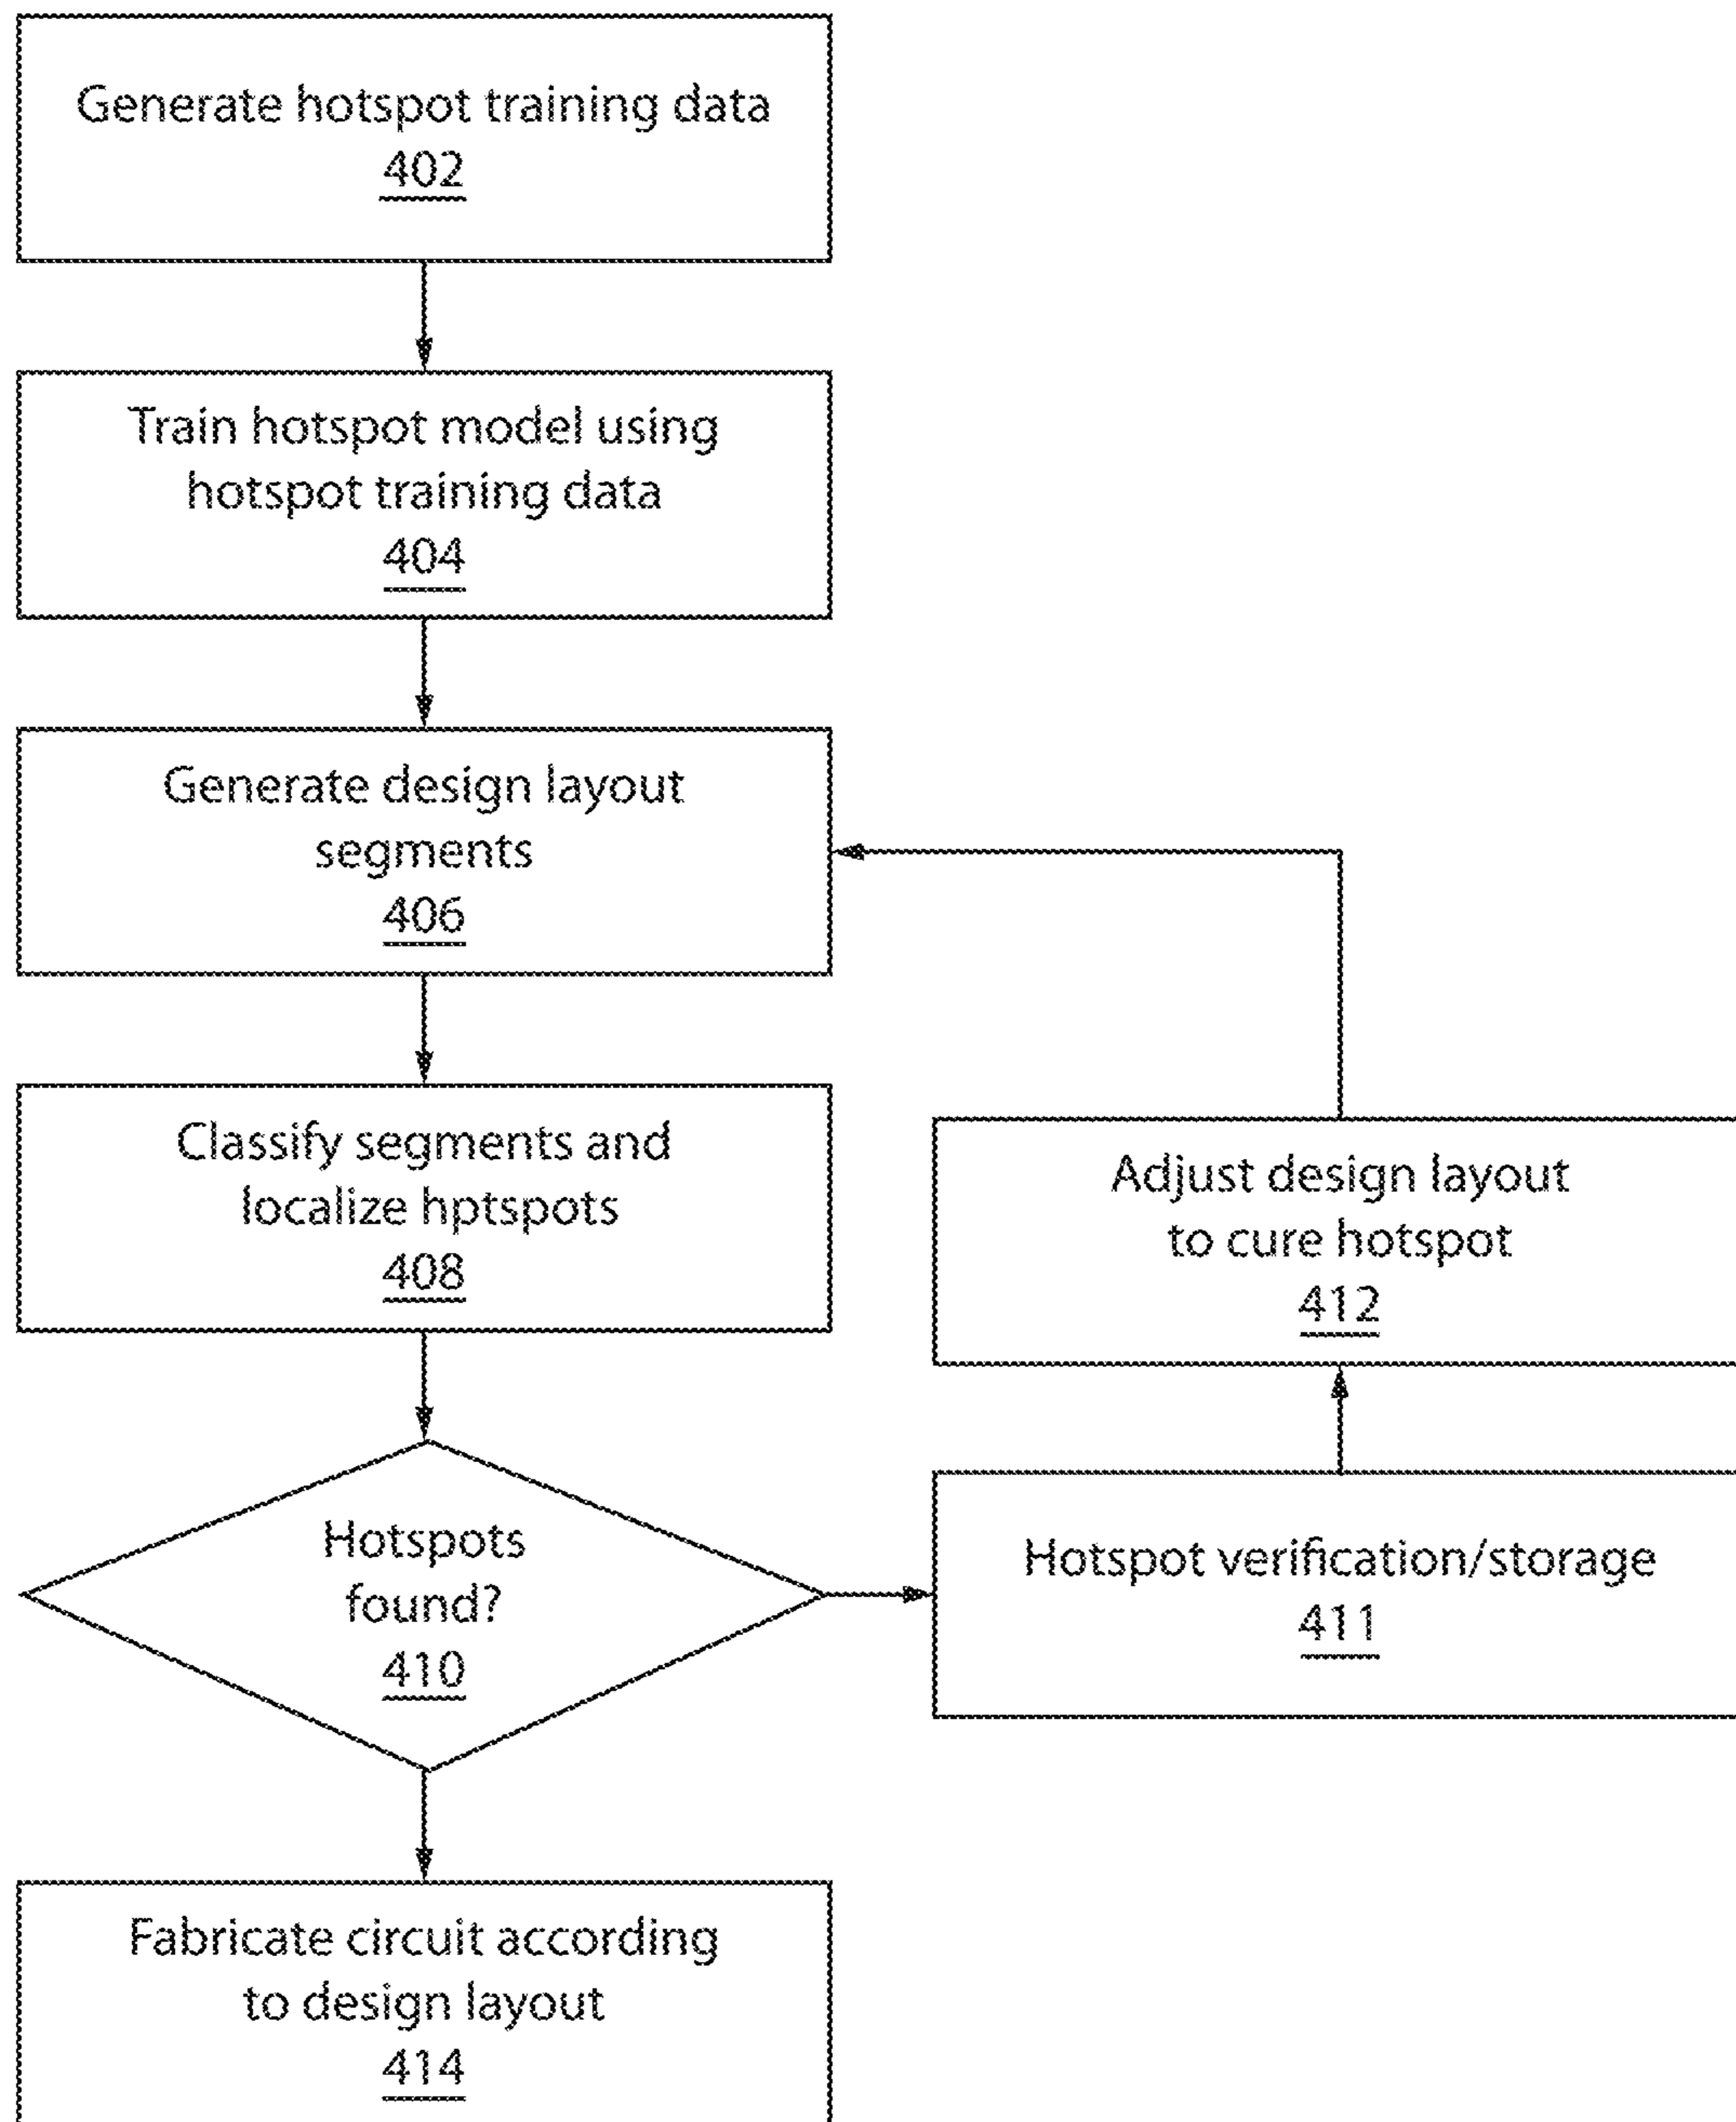 Generate hotspot training data
402
Train hotspot model using
hotspot training data
404
Generate design layout
segments
406
Classify segments and
localize hptspots
408
Hotspots
found?
410
Hotspot verification/storage
411
Adjust design layout
to cure hotspot
412
Fabricate circuit according
to design layout
414